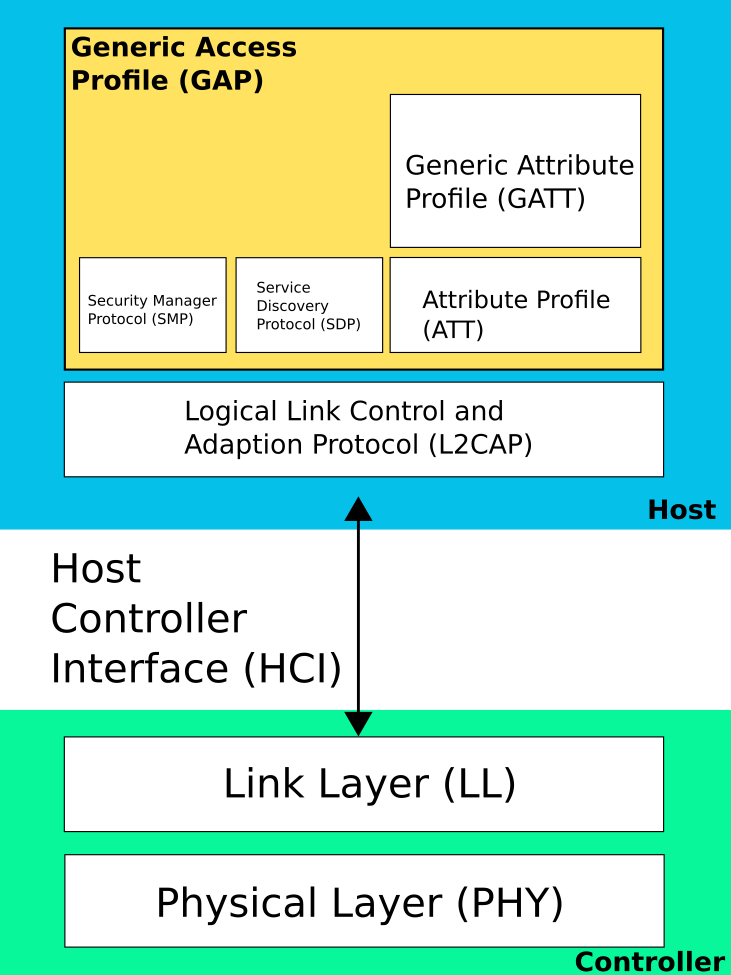 Generic Access
Profile (GAP)
Generic Attribute
Profile (GATT)
Security Manager
Protocol (SMP)
Service
Discovery
Protocol (SDP)
Attribute Profile
(ATT)
Logical Link Control and
Adaption Protocol (L2CAP)
Host
Host
Controller
Interface (HCI)
Link Layer (LL)
Physical Layer (PHY)
Controller